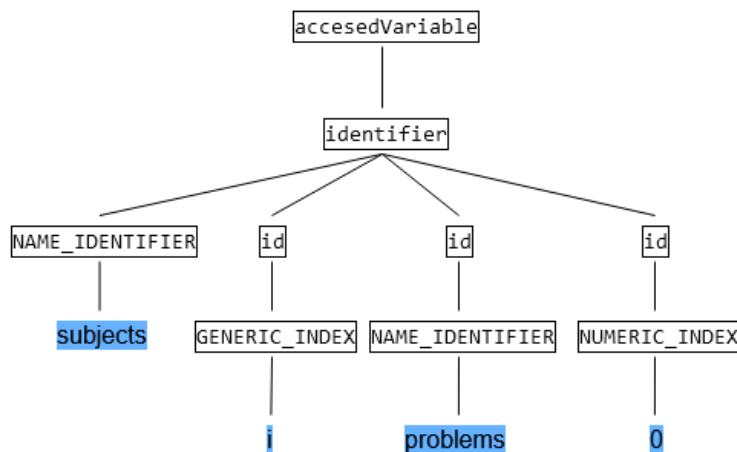 accesedVariable
identifier
NAME_IDENTIFIER id id id
subjects GENERIC_INDEX NAME_IDENTIFIER NUMERIC_INDEX
i problems 0